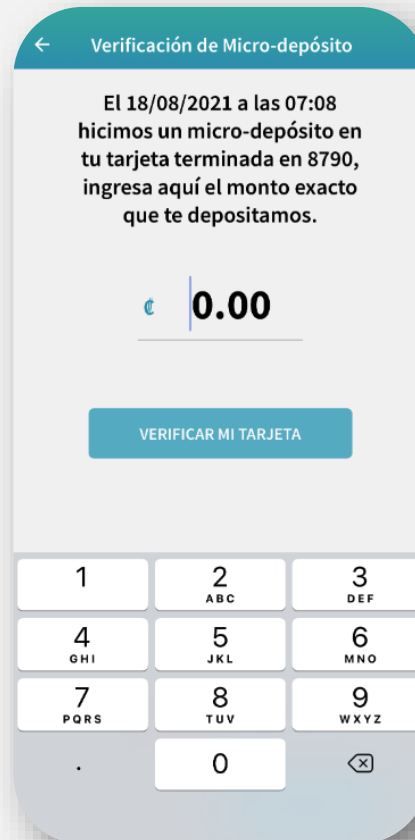 Verificación de Micro-depósito
El 18/08/2021 a las 07:08
hicimos un micro-depósito en
tu tarjeta terminada en 8790,
ingresa aquí el monto exacto
que te depositamos.
₡ 0.00
VERIFICAR MI TARJETA
1 2 3
ABC DEF
4 5 6
GHI JKL MNO
7 8 9
PQRS TUV WXYZ
. 0